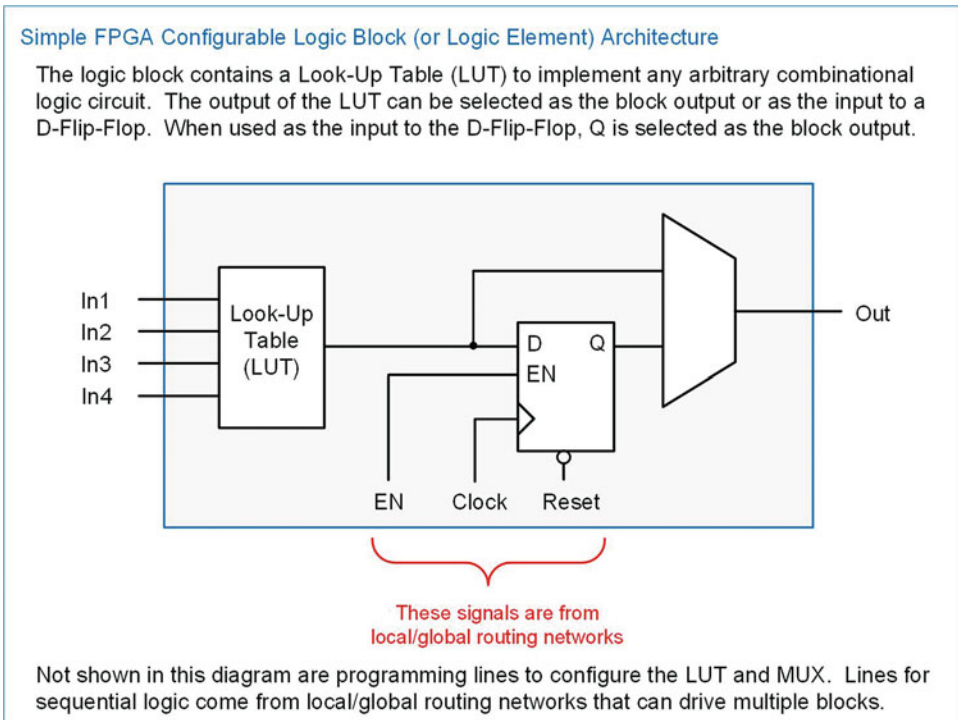 Simple FPGA Configurable Logic Block (or Logic Element) Architecture
The logic block contains a Look-Up Table (LUT) to implement any arbitrary combinational
logic circuit. The output of the LUT can be selected as the block output or as the input to a
D-Flip-Flop. When used as the input to the D-Flip-Flop, Q is selected as the block output.
In1
In2
In3
In4
Look-Up
Table
(LUT)
D Q
EN
Out
EN Clock Reset
These signals are from
local/global routing networks
Not shown in this diagram are programming lines to configure the LUT and MUX. Lines for
sequential logic come from local/global routing networks that can drive multiple blocks.